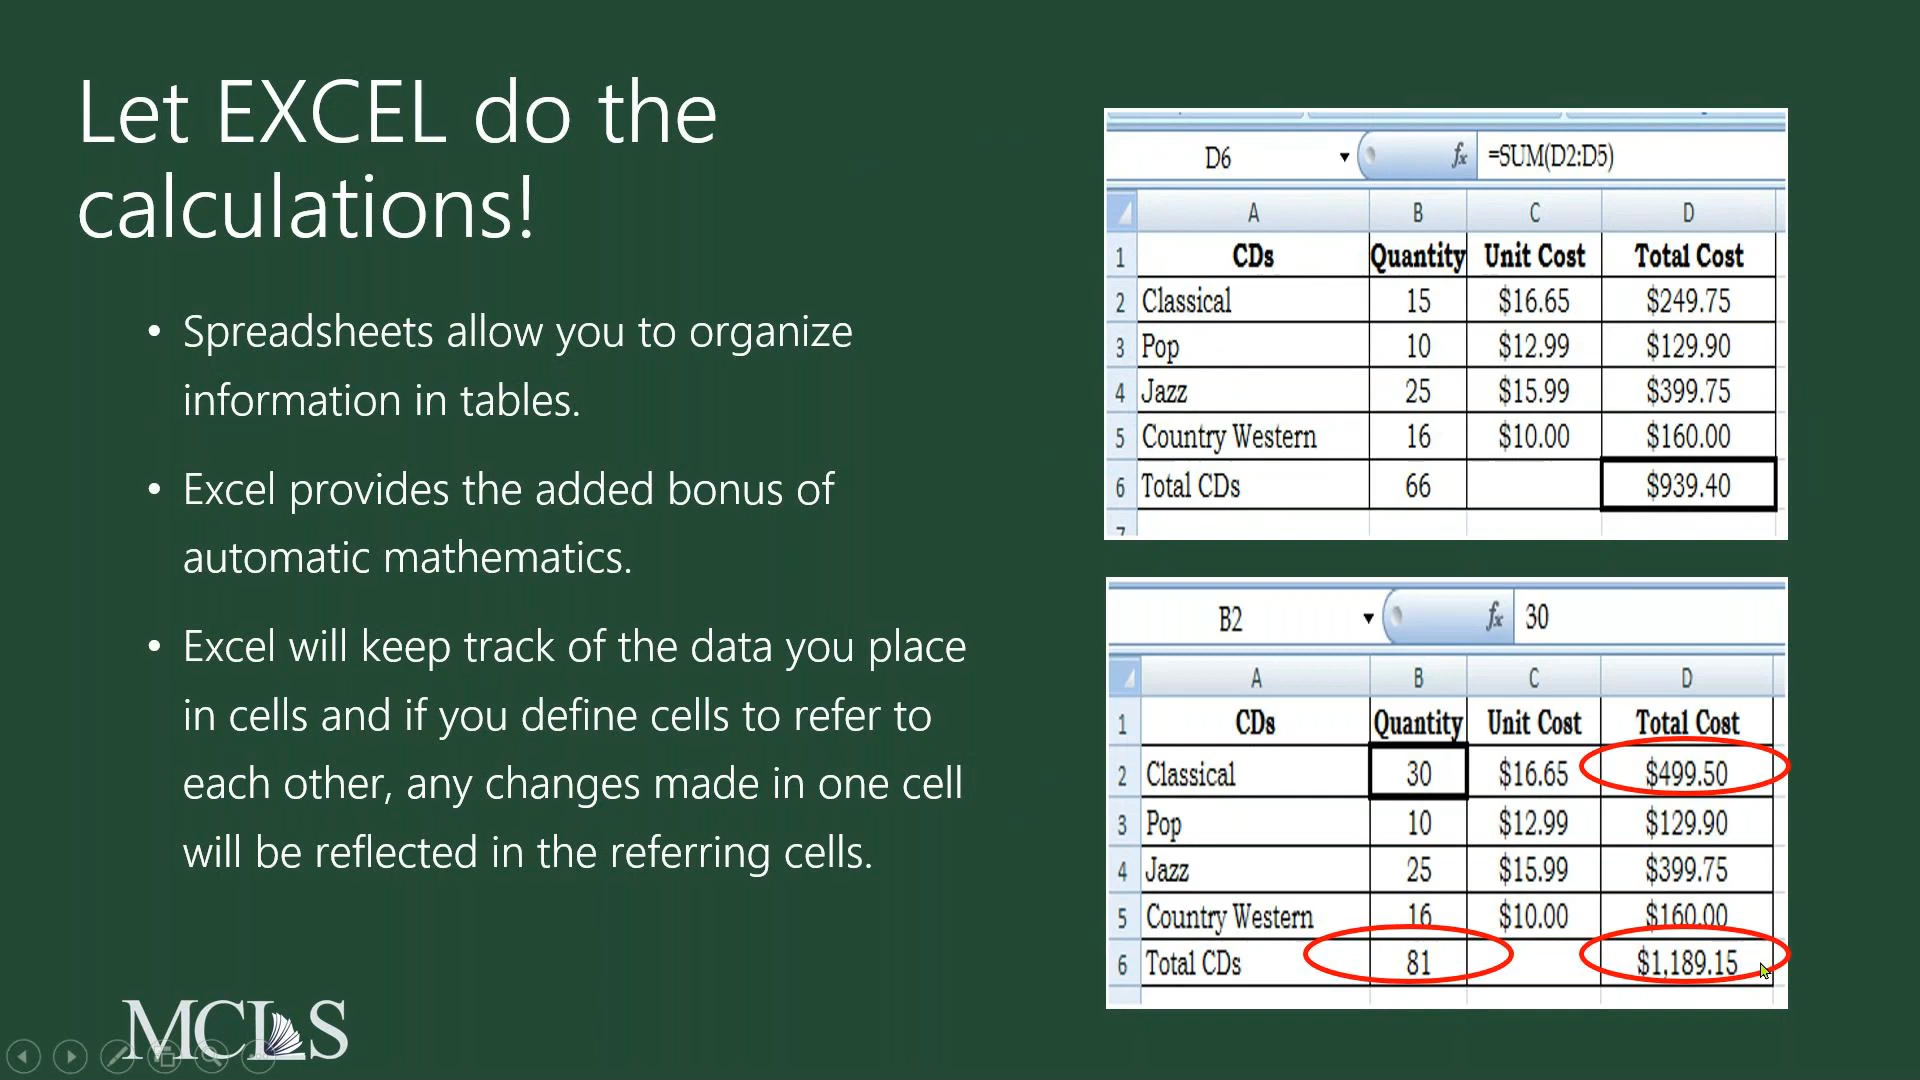 Let EXCEL do the
calculations!
• Spreadsheets allow you to organize
information in tables.
• Excel provides the added bonus of
automatic mathematics.
• Excel will keep track of the data you place
in cells and if you define cells to refer to
each other, any changes made in one cell
will be reflected in the referring cells.
MCLS
D6 fx =SUM(D2:D5)
A B C D
1 CDs Quantity Unit Cost Total Cost
2 Classical 15 $16.65 $249.75
3 Pop 10 $12.99 $129.90
4 Jazz 25 $15.99 $399.75
5 Country Western 16 $10.00 $160.00
6 Total CDs 66 $939.40
7
B2 fx 30
A B C D
1 CDs Quantity Unit Cost Total Cost
2 Classical 30 $16.65 $499.50
3 Pop 10 $12.99 $129.90
4 Jazz 25 $15.99 $399.75
5 Country Western 16 $10.00 $160.00
6 Total CDs 81 $1,189.15